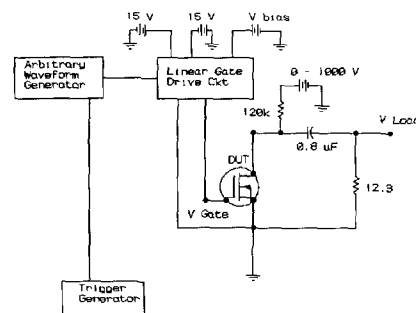 15 V
15 V
V bias
Arbitrary
Waveform
Generator
Linear Gate
Drive Ckt
0 - 1000 V
120k
V Load
0.8 uF
DUT
12.3
V Gate
Trigger
Generator